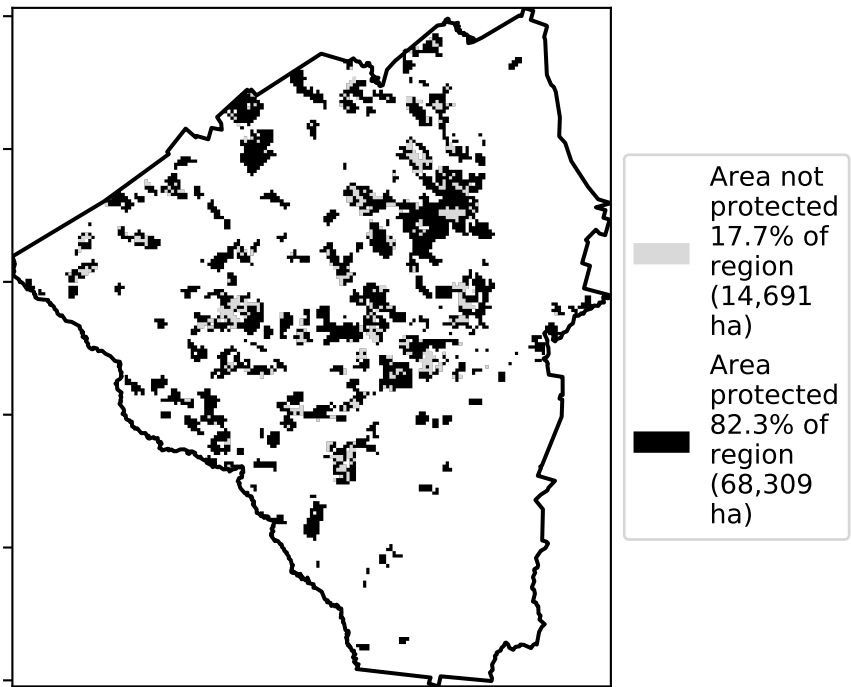 Area not
protected
17.7% of
region
(14,691
ha)
Area
protected
82.3% of
region
(68,309
ha)